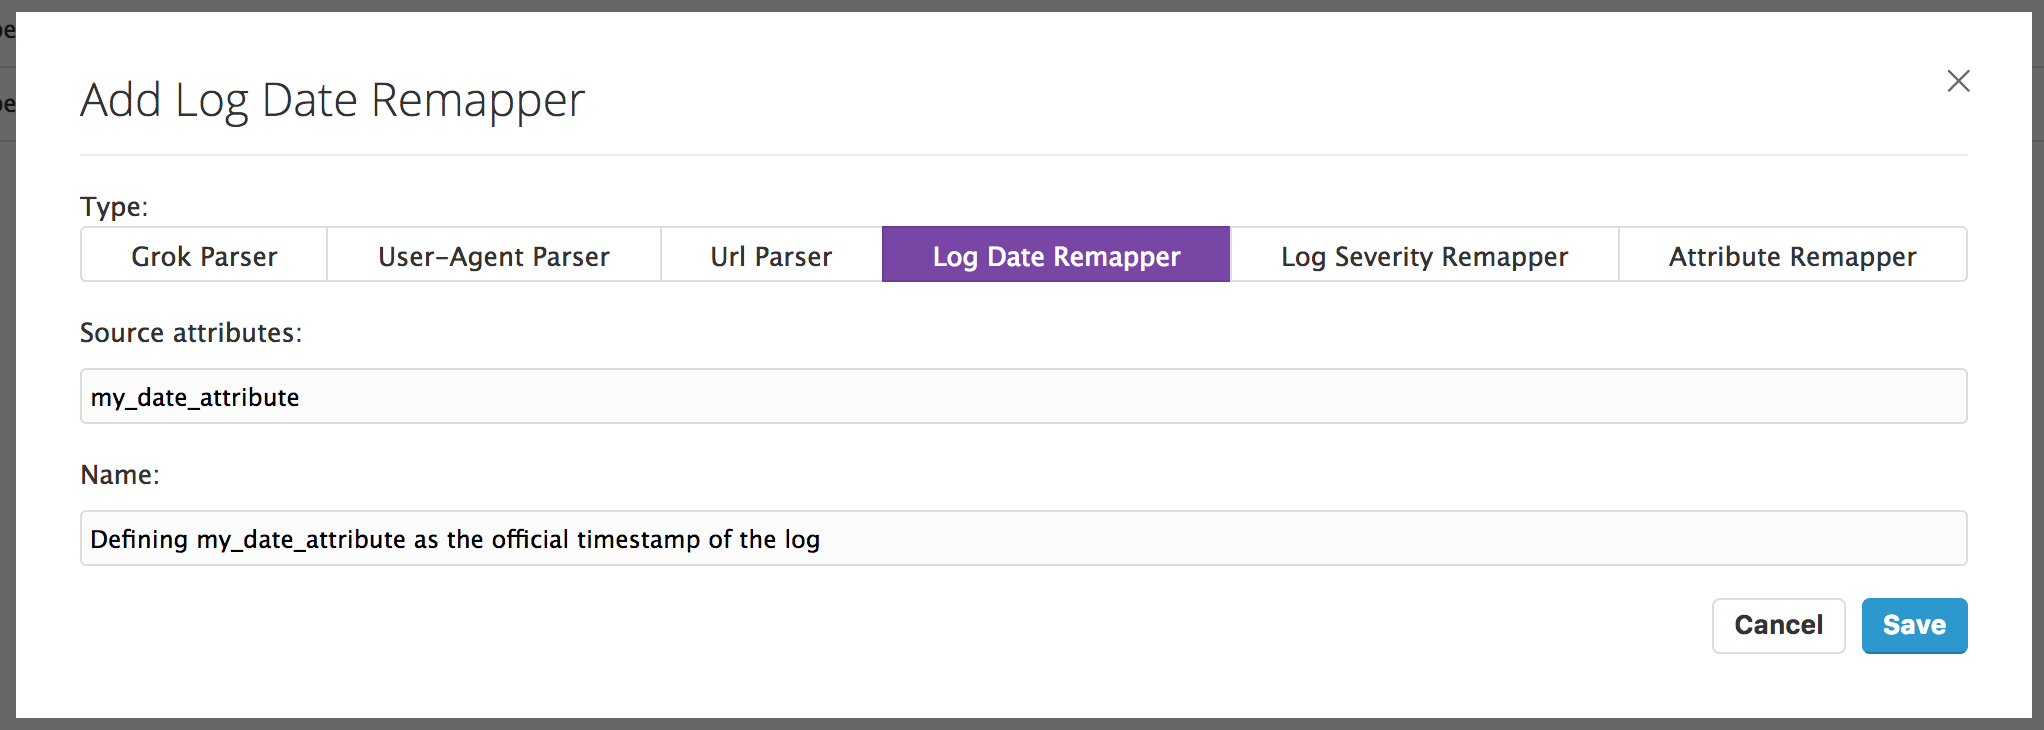 Add Log Date Remapper
Type:
Grok Parser
User-Agent Parser
Url Parser
Log Date Remapper
Log Severity Remapper
Attribute Remapper
Source attributes:
my_date_attribute
Name:
Defining my_date_attribute as the official timestamp of the log
Cancel
Save